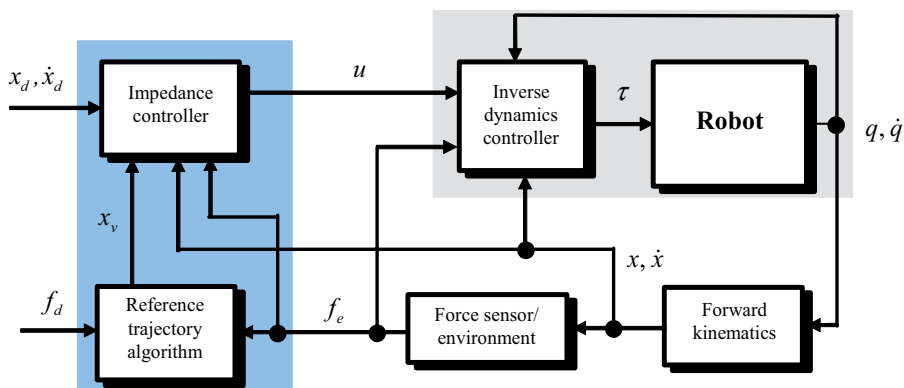 x_d, ẋ_d
Impedance
controller
u
Inverse
dynamics
controller
τ
Robot
q, q̇
x_v
x, ẋ
f_d
Reference
trajectory
algorithm
f_e
Force sensor/
environment
Forward
kinematics